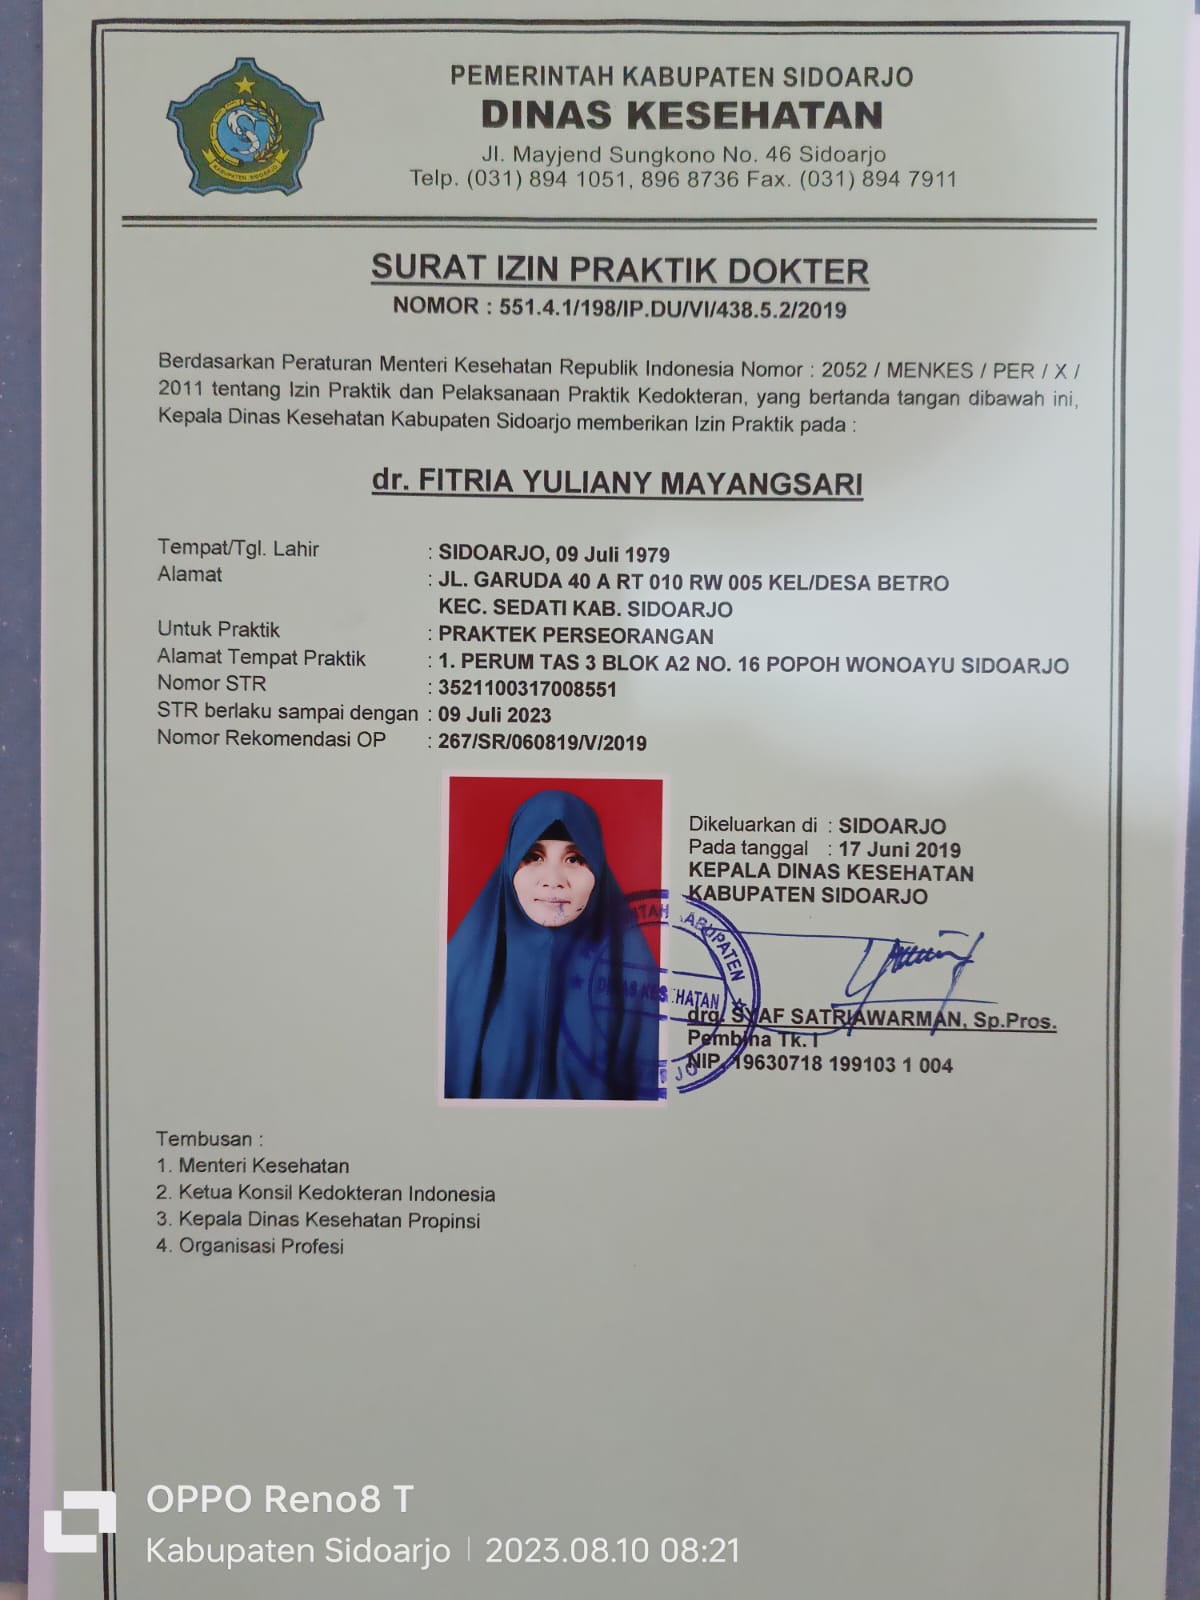 PEMERINTAH KABUPATEN SIDOARJO
DINAS KESEHATAN
Jl. Mayjend Sungkono No. 46 Sidoarjo
Telp. (031) 894 1051, 896 8736 Fax. (031) 894 7911
KABUPATEN SIDOARJO
SURAT IZIN PRAKTIK DOKTER
NOMOR : 551.4.1/198/IP.DU/VI/438.5.2/2019
Berdasarkan Peraturan Menteri Kesehatan Republik Indonesia Nomor : 2052 / MENKES / PER / X /
2011 tentang Izin Praktik dan Pelaksanaan Praktik Kedokteran, yang bertanda tangan dibawah ini,
Kepala Dinas Kesehatan Kabupaten Sidoarjo memberikan Izin Praktik pada :
dr. FITRIA YULIANY MAYANGSARI
Tempat/Tgl. Lahir : SIDOARJO, 09 Juli 1979
Alamat : JL. GARUDA 40 A RT 010 RW 005 KEL/DESA BETRO
KEC. SEDATI KAB. SIDOARJO
Untuk Praktik : PRAKTEK PERSEORANGAN
Alamat Tempat Praktik : 1. PERUM TAS 3 BLOK A2 NO. 16 POPOH WONOAYU SIDOARJO
Nomor STR : 3521100317008551
STR berlaku sampai dengan : 09 Juli 2023
Nomor Rekomendasi OP : 267/SR/060819/V/2019
Dikeluarkan di : SIDOARJO
Pada tanggal : 17 Juni 2019
KEPALA DINAS KESEHATAN
KABUPATEN SIDOARJO
KABUPATEN
drg. SYAF SATRIAWARMAN, Sp.Pros.
Pembina Tk. I
NIP. 19630718 199103 1 004
Tembusan :
1. Menteri Kesehatan
2. Ketua Konsil Kedokteran Indonesia
3. Kepala Dinas Kesehatan Propinsi
4. Organisasi Profesi
OPPO Reno8 T
Kabupaten Sidoarjo | 2023.08.10 08:21